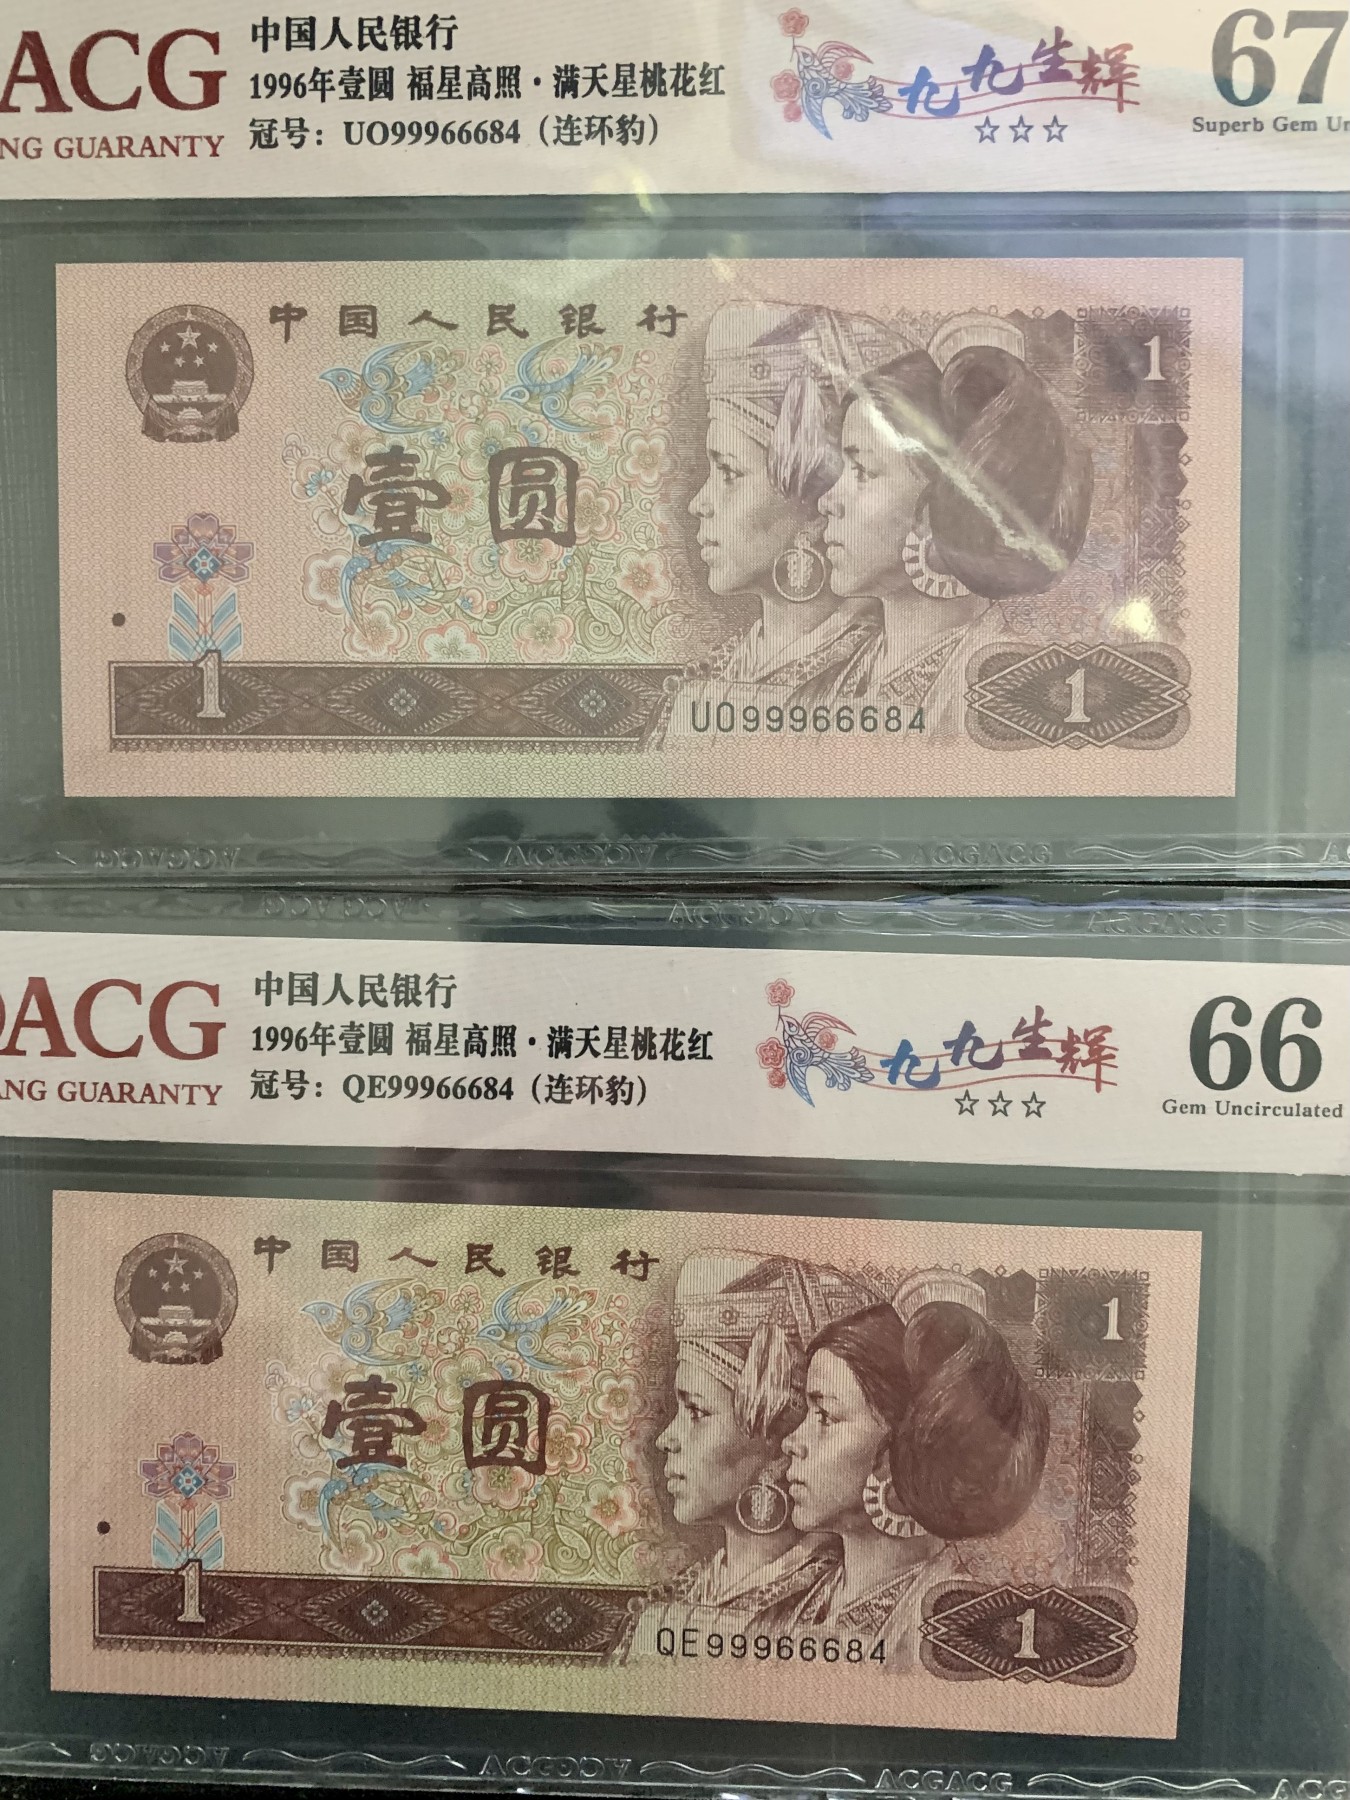 ACG
NG GUARANTY
中国人民银行
1996年壹圆 福星高照·满天星桃花红
冠号：UO99966684（连环豹）
九九生辉
☆☆☆
67
Superb Gem Un
中国人民银行
1
壹圆
1
UO99966684
1
ACGACG
ACGACG
DACG
NG GUARANTY
中国人民银行
1996年壹圆 福星高照·满天星桃花红
冠号：QE99966684（连环豹）
九九生辉
☆☆☆
66
Gem Uncirculated
中国人民银行
1
壹圆
1
QE99966684
1
ACGACG
ACGACG